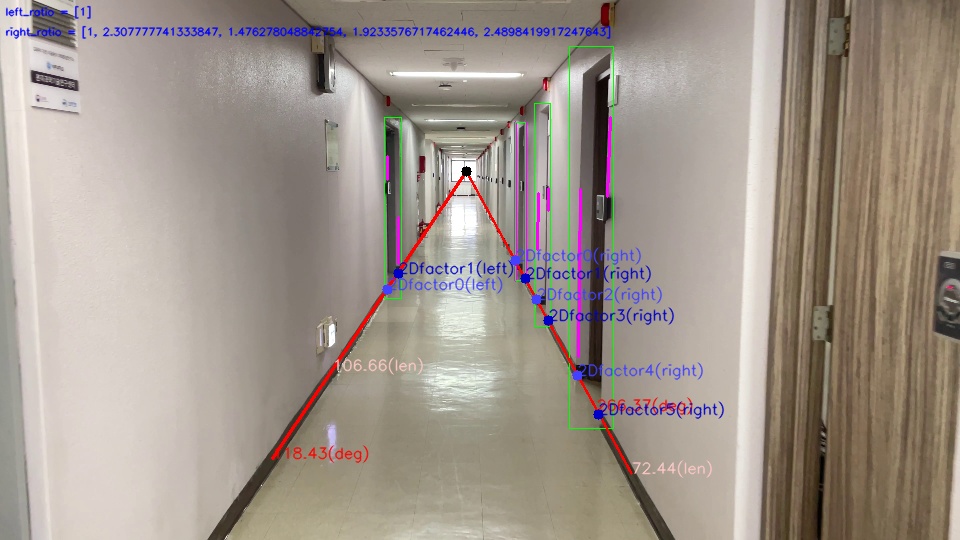 left_ratio = [1]
right_ratio = [1, 2.307777741333847, 1.476278048842754, 1.9233576717462446, 2.4898419917247643]
2Dfactor0(right)
2Dfactor1(left)
2Dfactor1(right)
2Dfactor0(left)
2Dfactor2(right)
2Dfactor3(right)
106.66(len)
2Dfactor4(right)
2Dfactor5(right)
118.43(deg)
72.44(len)